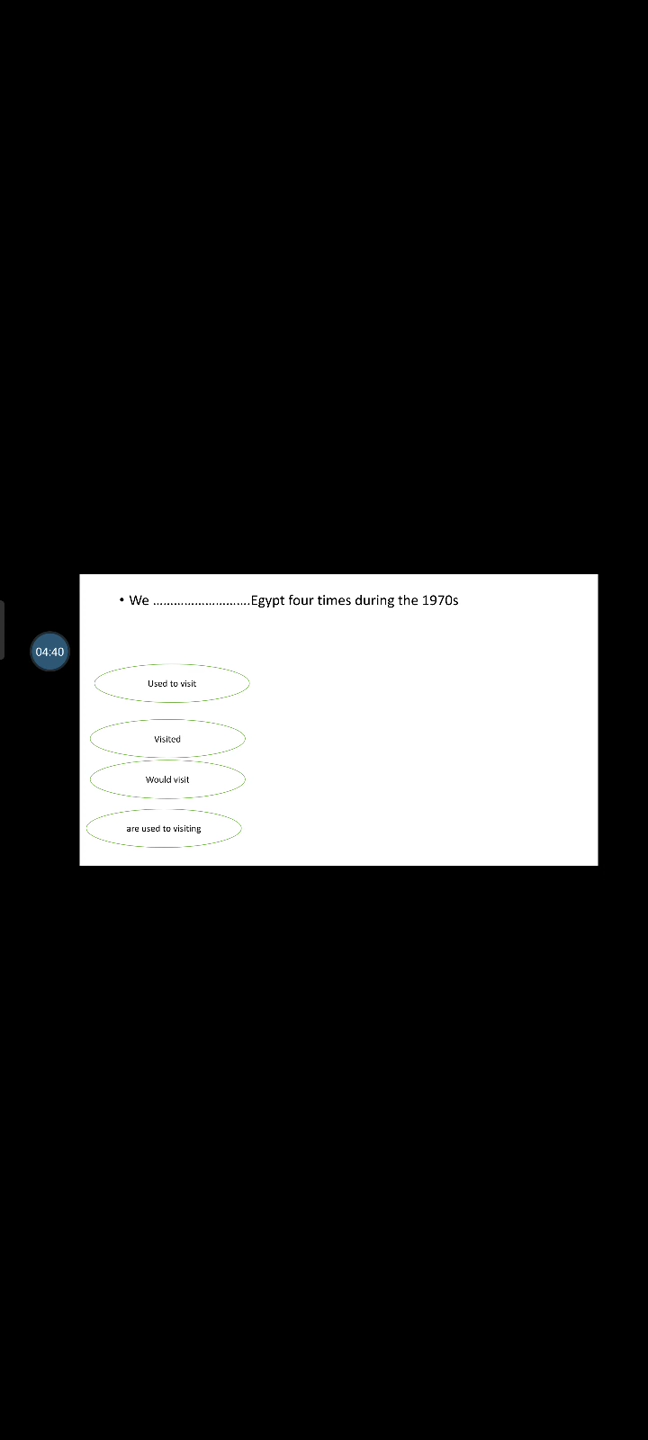 • We ............................Egypt four times during the 1970s
04:40
Used to visit
Visited
Would visit
are used to visiting